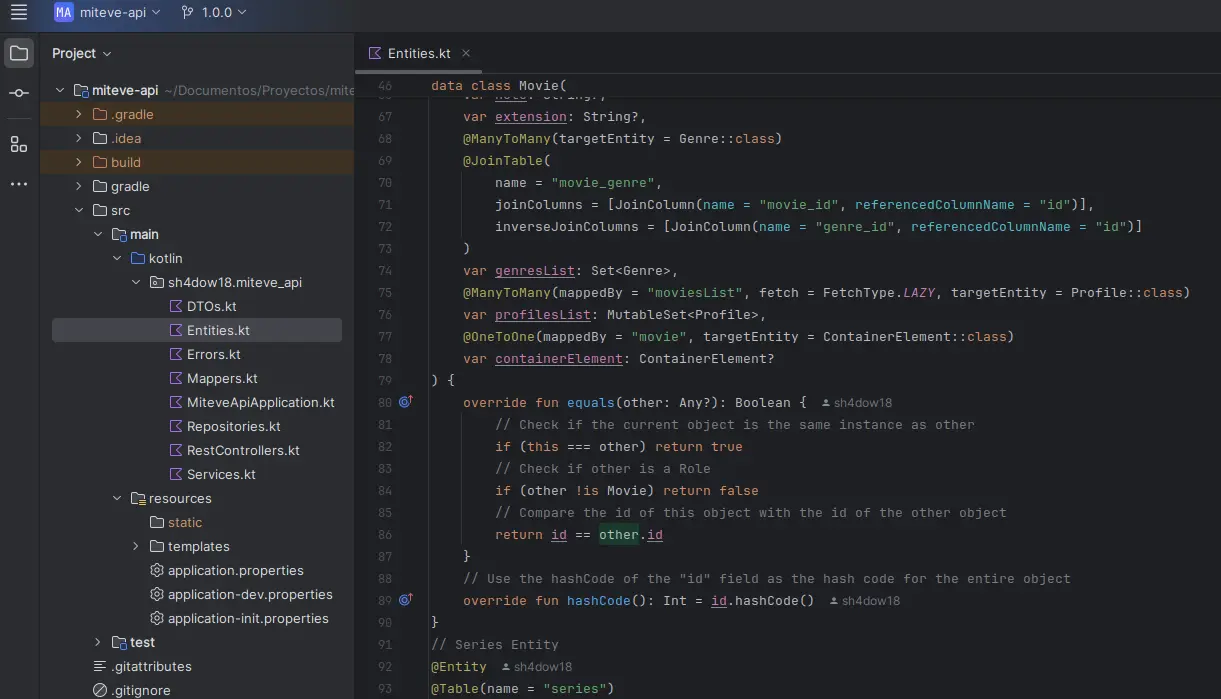 MA miteve-api 1.0.0
Project
Entities.kt
miteve-api ~/Documentos/Proyectos/mite
.gradle
.idea
build
gradle
src
main
kotlin
sh4dow18.miteve_api
DTOs.kt
Entities.kt
Errors.kt
Mappers.kt
MiteveApiApplication.kt
Repositories.kt
RestControllers.kt
Services.kt
resources
static
templates
application.properties
application-dev.properties
application-init.properties
test
.gitattributes
.gitignore
46 data class Movie(
67 var extension: String?,
68 @ManyToMany(targetEntity = Genre::class)
69 @JoinTable(
70 name = "movie_genre",
71 joinColumns = [JoinColumn(name = "movie_id", referencedColumnName = "id")],
72 inverseJoinColumns = [JoinColumn(name = "genre_id", referencedColumnName = "id")]
73 )
74 var genresList: Set<Genre>,
75 @ManyToMany(mappedBy = "moviesList", fetch = FetchType.LAZY, targetEntity = Profile::class)
76 var profilesList: MutableSet<Profile>,
77 @OneToOne(mappedBy = "movie", targetEntity = ContainerElement::class)
78 var containerElement: ContainerElement?
79 ) {
80 override fun equals(other: Any?): Boolean { sh4dow18
81 // Check if the current object is the same instance as other
82 if (this === other) return true
83 // Check if other is a Role
84 if (other !is Movie) return false
85 // Compare the id of this object with the id of the other object
86 return id == other.id
87 }
88 // Use the hashCode of the "id" field as the hash code for the entire object
89 override fun hashCode(): Int = id.hashCode() sh4dow18
90 }
91 // Series Entity
92 @Entity sh4dow18
93 @Table(name = "series")